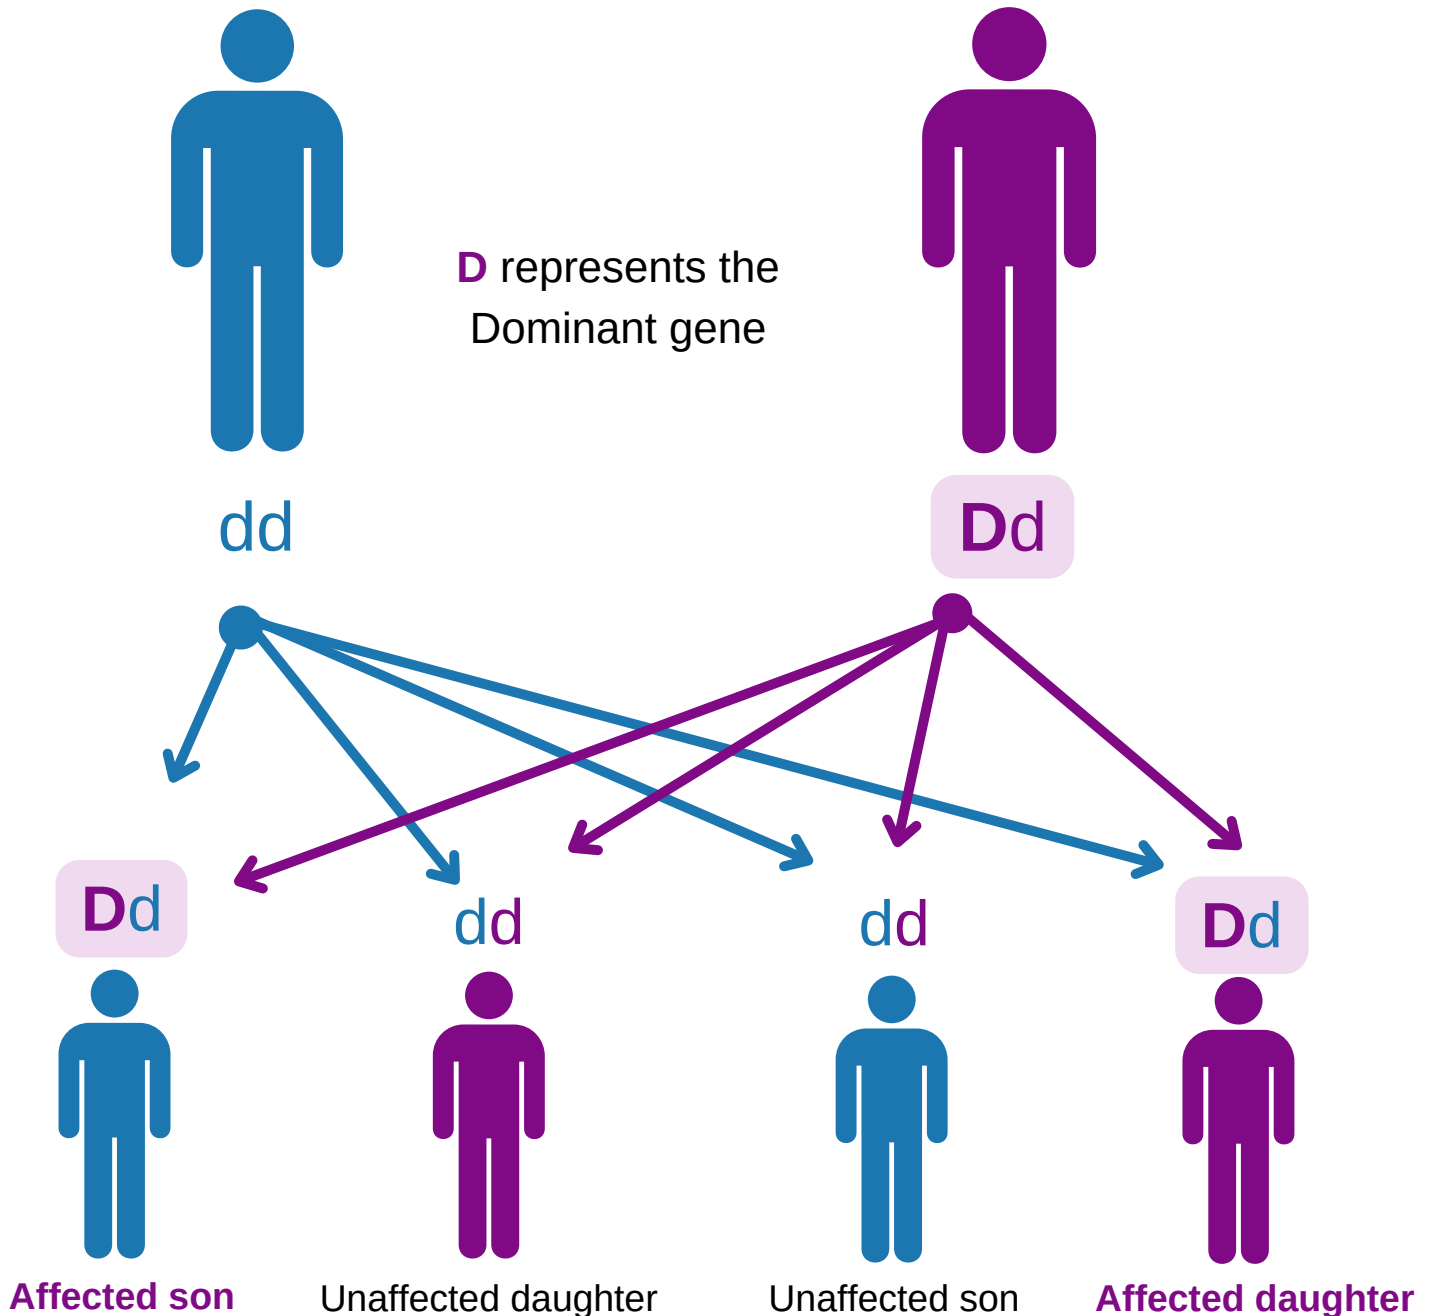 D represents the
Dominant gene
dd
Dd
Dd
dd
dd
Dd
Affected son
Unaffected daughter
Unaffected son
Affected daughter